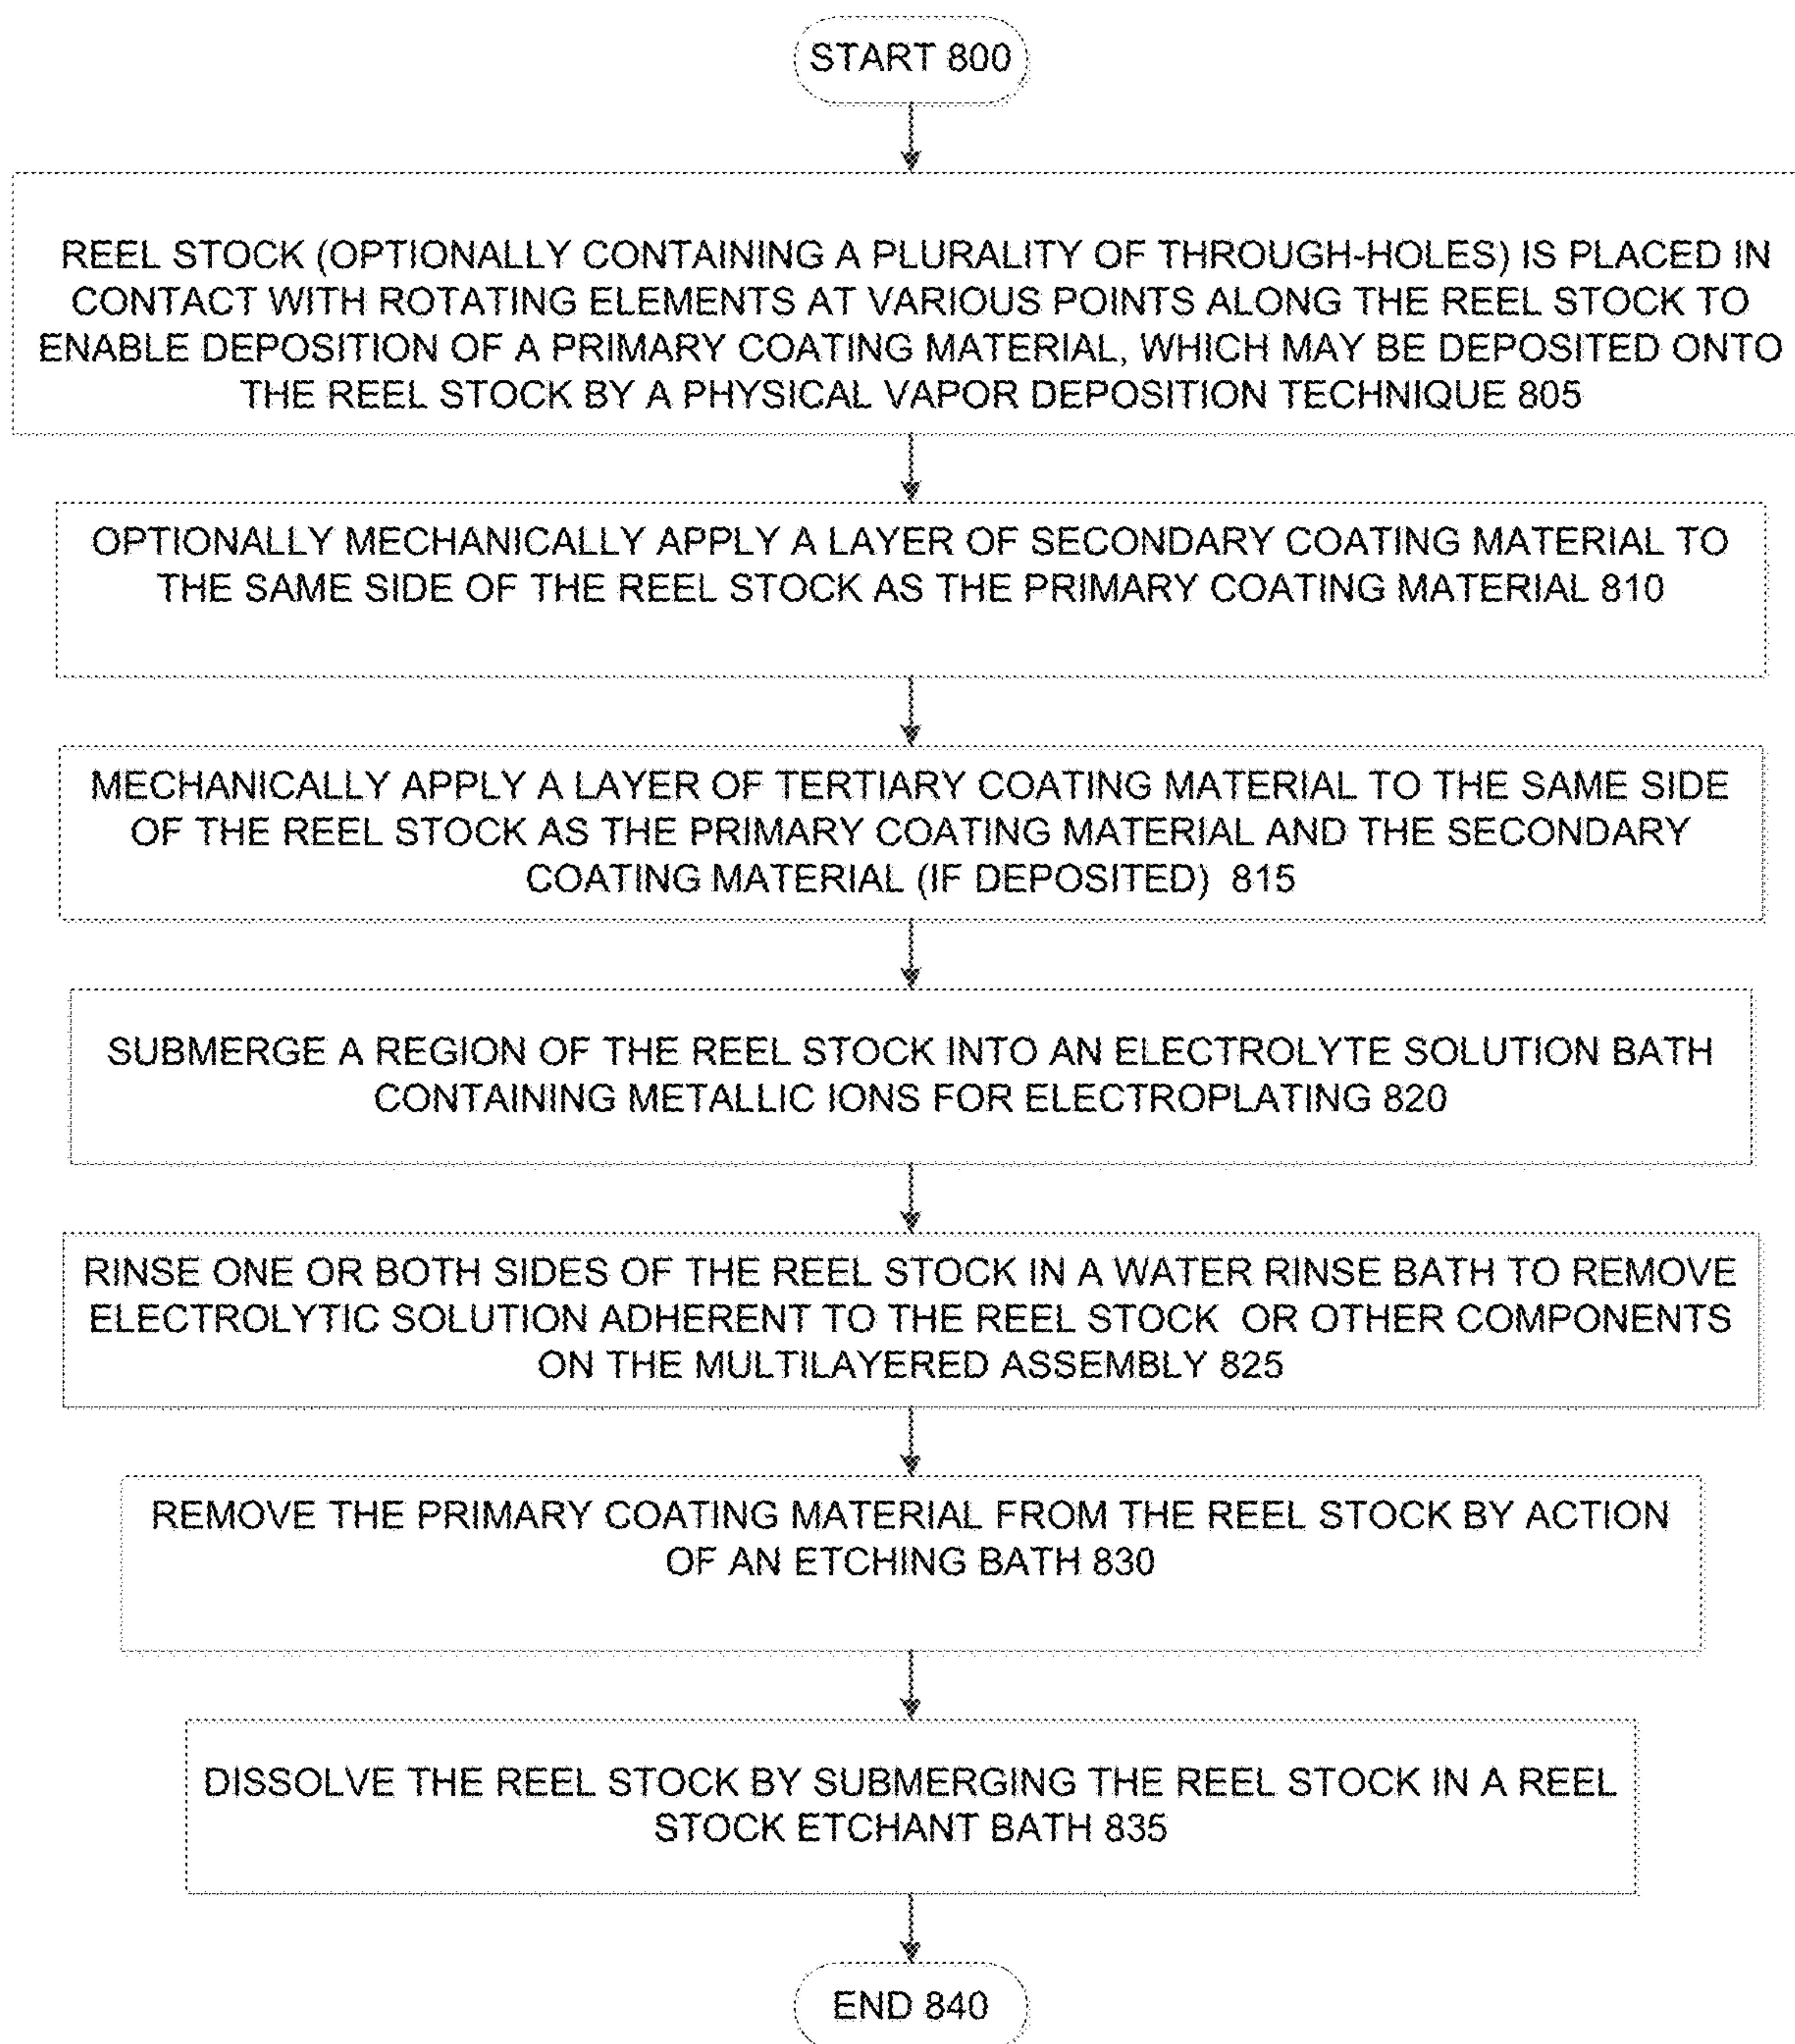 START 800
REEL STOCK (OPTIONALLY CONTAINING A PLURALITY OF THROUGH-HOLES) IS PLACED IN
CONTACT WITH ROTATING ELEMENTS AT VARIOUS POINTS ALONG THE REEL STOCK TO
ENABLE DEPOSITION OF A PRIMARY COATING MATERIAL, WHICH MAY BE DEPOSITED ONTO
THE REEL STOCK BY A PHYSICAL VAPOR DEPOSITION TECHNIQUE 805
OPTIONALLY MECHANICALLY APPLY A LAYER OF SECONDARY COATING MATERIAL TO
THE SAME SIDE OF THE REEL STOCK AS THE PRIMARY COATING MATERIAL 810
MECHANICALLY APPLY A LAYER OF TERTIARY COATING MATERIAL TO THE SAME SIDE
OF THE REEL STOCK AS THE PRIMARY COATING MATERIAL AND THE SECONDARY
COATING MATERIAL (IF DEPOSITED) 815
SUBMERGE A REGION OF THE REEL STOCK INTO AN ELECTROLYTE SOLUTION BATH
CONTAINING METALLIC IONS FOR ELECTROPLATING 820
RINSE ONE OR BOTH SIDES OF THE REEL STOCK IN A WATER RINSE BATH TO REMOVE
ELECTROLYTIC SOLUTION ADHERENT TO THE REEL STOCK OR OTHER COMPONENTS
ON THE MULTILAYERED ASSEMBLY 825
REMOVE THE PRIMARY COATING MATERIAL FROM THE REEL STOCK BY ACTION
OF AN ETCHING BATH 830
DISSOLVE THE REEL STOCK BY SUBMERGING THE REEL STOCK IN A REEL
STOCK ETCHANT BATH 835
END 840